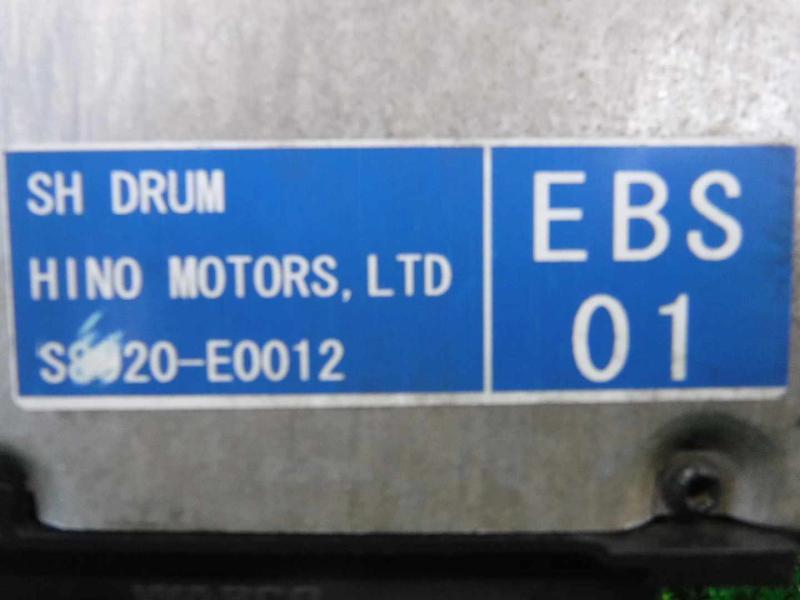 SH DRUM
HINO MOTORS,LTD
EBS
01